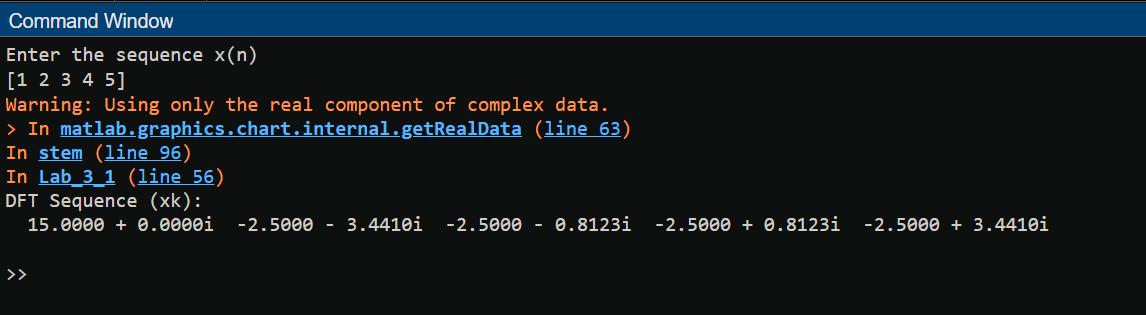 Command Window
Enter the sequence x(n)
[1 2 3 4 5]
Warning: Using only the real component of complex data.
> In matlab.graphics.chart.internal.getRealData (line 63)
In stem (line 96)
In Lab_3_1 (line 56)
DFT Sequence (xk):
15.0000 + 0.0000i  -2.5000 - 3.4410i  -2.5000 - 0.8123i  -2.5000 + 0.8123i  -2.5000 + 3.4410i
>>